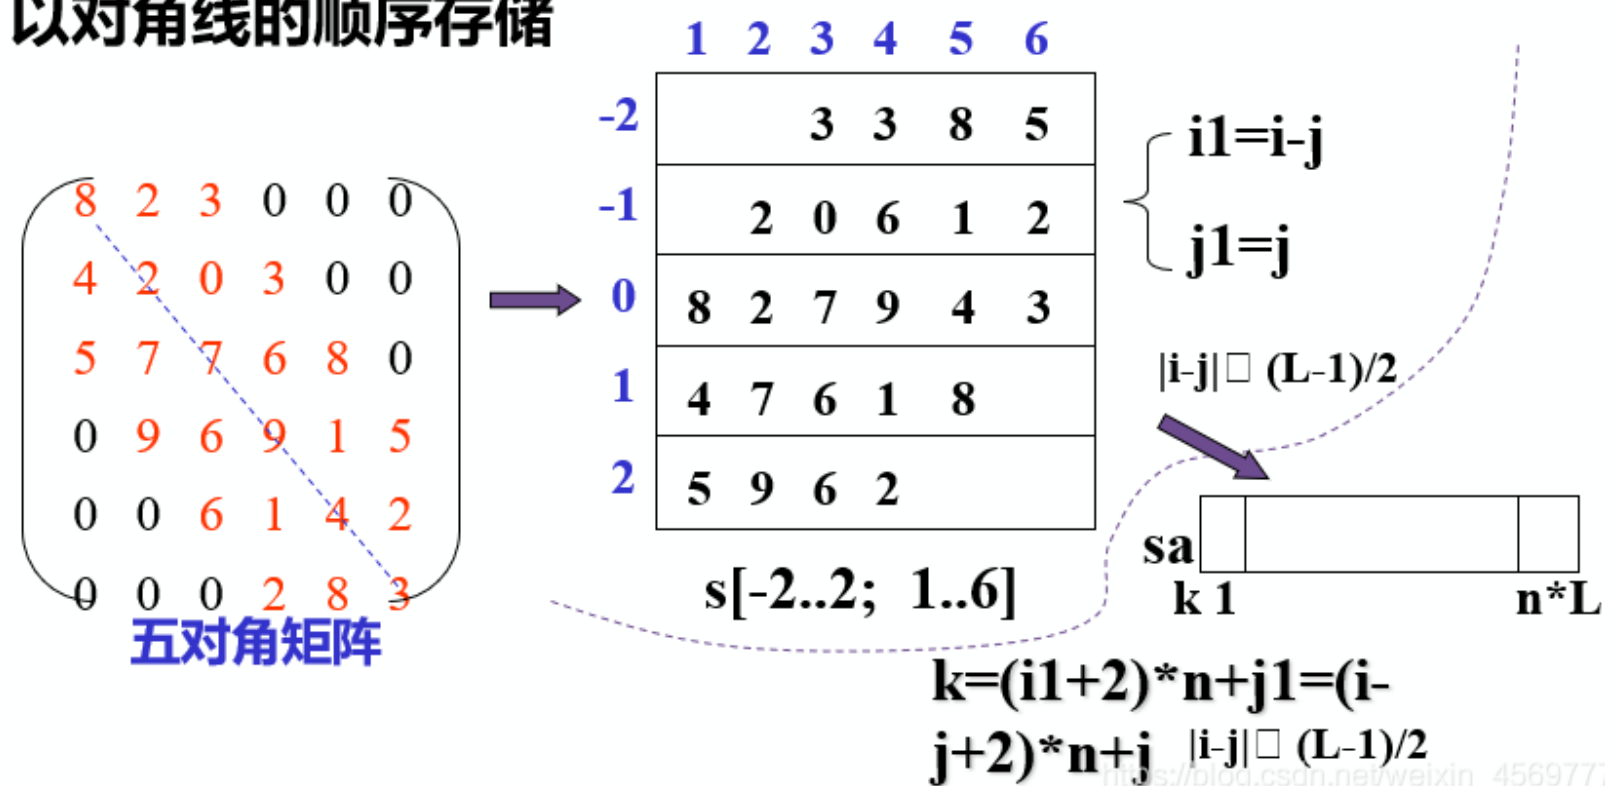 以对角线的顺序存储
8 2 3 0 0 0
4 2 0 3 0 0
5 7 7 6 8 0
0 9 6 9 1 5
0 0 6 1 4 2
0 0 0 2 8 3
五对角矩阵
1 2 3 4 5 6
-2 3 3 8 5
-1 2 0 6 1 2
0 8 2 7 9 4 3
1 4 7 6 1 8
2 5 9 6 2
s[-2..2; 1..6]
i1=i-j
j1=j
|i-j|□ (L-1)/2
sa
k 1 n*L
k=(i1+2)*n+j1=(i-
j+2)*n+j |i-j|□ (L-1)/2
https://blog.csdn.net/weixin_4569777